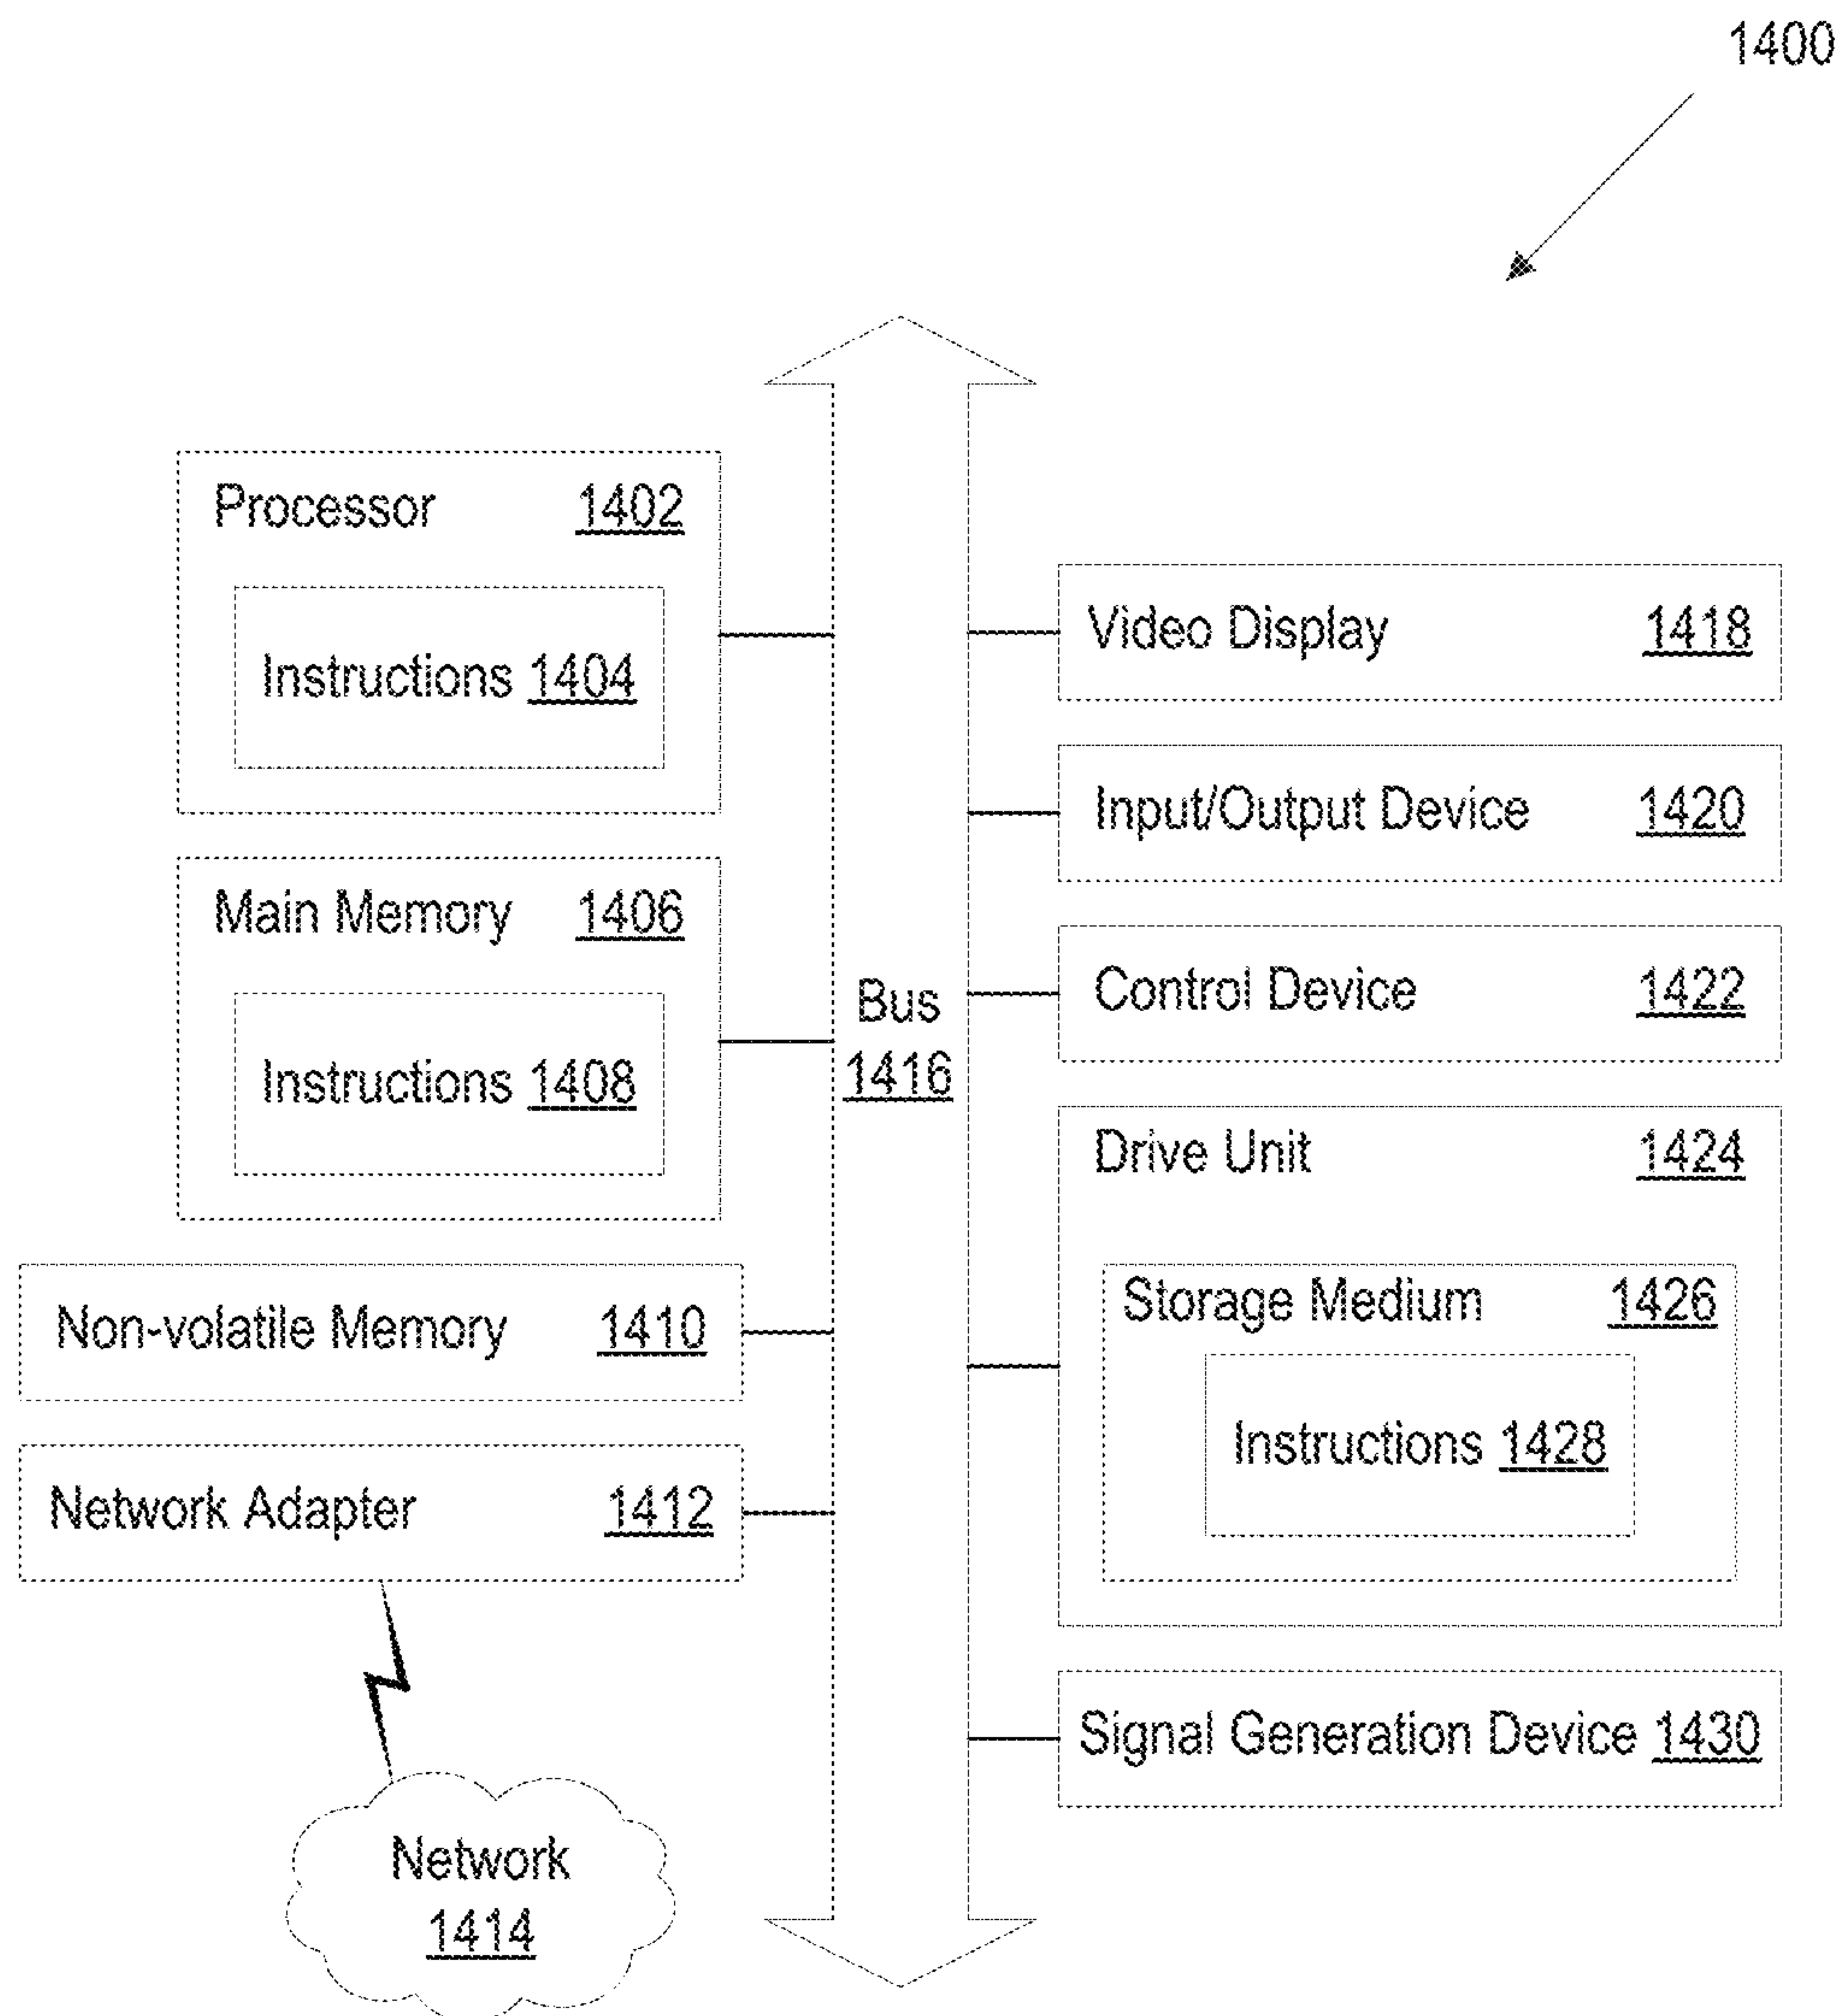 1400
Processor 1402
Instructions 1404
Main Memory 1406
Instructions 1408
Non-volatile Memory 1410
Network Adapter 1412
Network
1414
Bus
1416
Video Display 1418
Input/Output Device 1420
Control Device 1422
Drive Unit 1424
Storage Medium 1426
Instructions 1428
Signal Generation Device 1430